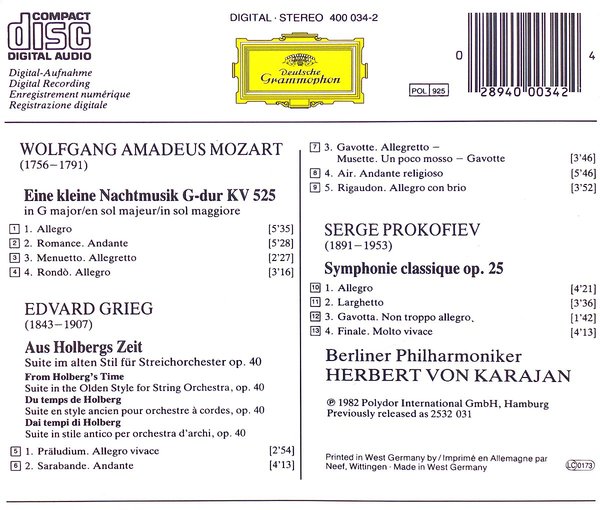 COMPACT
disc
DIGITAL AUDIO
Digital-Aufnahme
Digital Recording
Enregistrement numérique
Registrazione digitale
DIGITAL · STEREO 400 034-2
Deutsche
Grammophon
POL 925
0
28940 00342
4
WOLFGANG AMADEUS MOZART
(1756–1791)
Eine kleine Nachtmusik G-dur KV 525
in G major/en sol majeur/in sol maggiore
1 1. Allegro [5'35]
2 2. Romance. Andante [5'28]
3 3. Menuetto. Allegretto [2'27]
4 4. Rondò. Allegro [3'16]
EDVARD GRIEG
(1843–1907)
Aus Holbergs Zeit
Suite im alten Stil für Streichorchester op. 40
From Holberg's Time
Suite in the Olden Style for String Orchestra, op. 40
Du temps de Holberg
Suite en style ancien pour orchestre à cordes, op. 40
Dai tempi di Holberg
Suite in stile antico per orchestra d'archi, op. 40
5 1. Präludium. Allegro vivace [2'54]
6 2. Sarabande. Andante [4'13]
7 3. Gavotte. Allegretto –
Musette. Un poco mosso – Gavotte [3'46]
8 4. Air. Andante religioso [5'46]
9 5. Rigaudon. Allegro con brio [3'52]
SERGE PROKOFIEV
(1891–1953)
Symphonie classique op. 25
10 1. Allegro [4'21]
11 2. Larghetto [3'36]
12 3. Gavotta. Non troppo allegro. [1'42]
13 4. Finale. Molto vivace [4'13]
Berliner Philharmoniker
HERBERT VON KARAJAN
℗ 1982 Polydor International GmbH, Hamburg
Previously released as 2532 031
Printed in West Germany by / Imprimé en Allemagne par
Neef, Wittingen · Made in West Germany
LC 0173